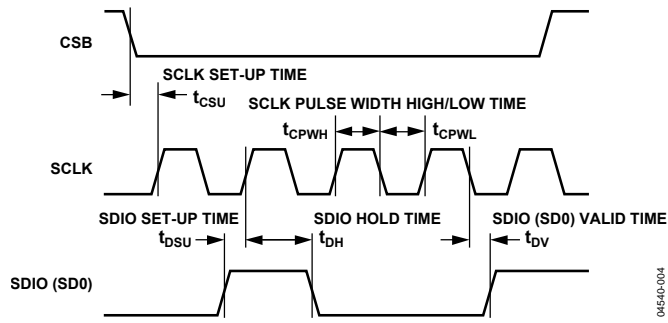 CSB
SCLK SET-UP TIME
tCSU
SCLK PULSE WIDTH HIGH/LOW TIME
tCPWH
tCPWL
SCLK
SDIO SET-UP TIME
SDIO HOLD TIME
SDIO (SD0) VALID TIME
tDSU
tDH
tDV
SDIO (SD0)
04540-004